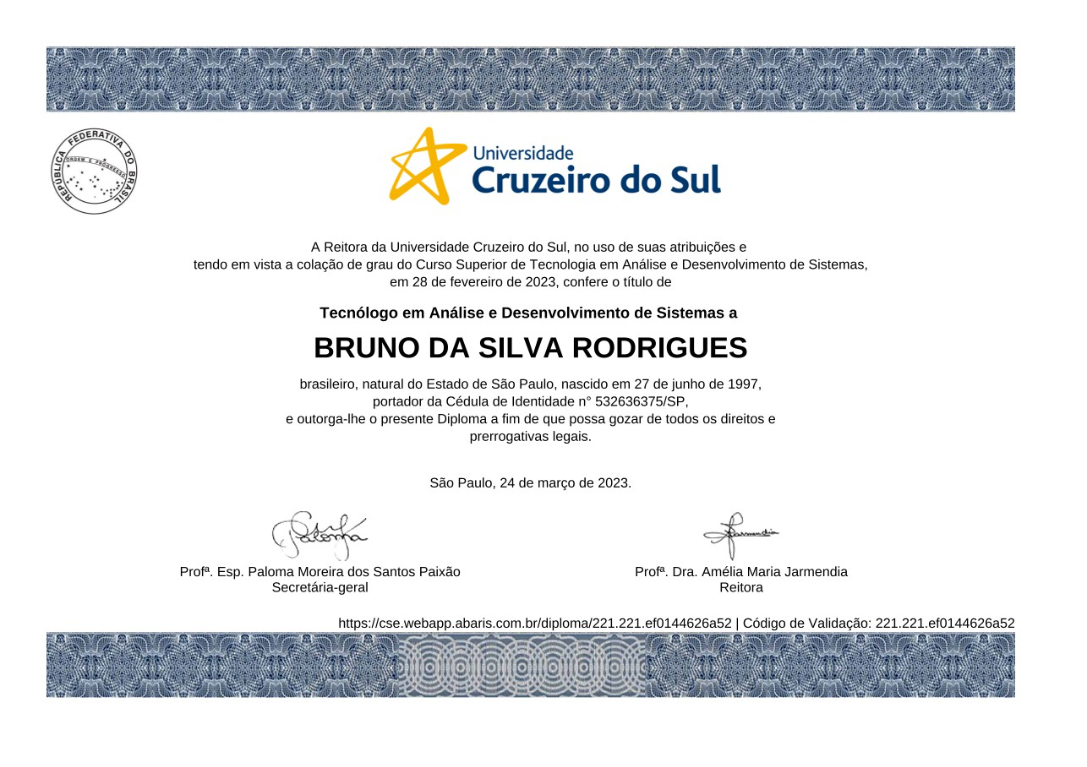 REPÚBLICA FEDERATIVA DO BRASIL
ORDEM E PROGRESSO
Universidade
Cruzeiro do Sul
A Reitora da Universidade Cruzeiro do Sul, no uso de suas atribuições e
tendo em vista a colação de grau do Curso Superior de Tecnologia em Análise e Desenvolvimento de Sistemas,
em 28 de fevereiro de 2023, confere o título de
Tecnólogo em Análise e Desenvolvimento de Sistemas a
BRUNO DA SILVA RODRIGUES
brasileiro, natural do Estado de São Paulo, nascido em 27 de junho de 1997,
portador da Cédula de Identidade n° 532636375/SP,
e outorga-lhe o presente Diploma a fim de que possa gozar de todos os direitos e
prerrogativas legais.
São Paulo, 24 de março de 2023.
Profª. Esp. Paloma Moreira dos Santos Paixão
Secretária-geral
Profª. Dra. Amélia Maria Jarmendia
Reitora
https://cse.webapp.abaris.com.br/diploma/221.221.ef0144626a52 | Código de Validação: 221.221.ef0144626a52